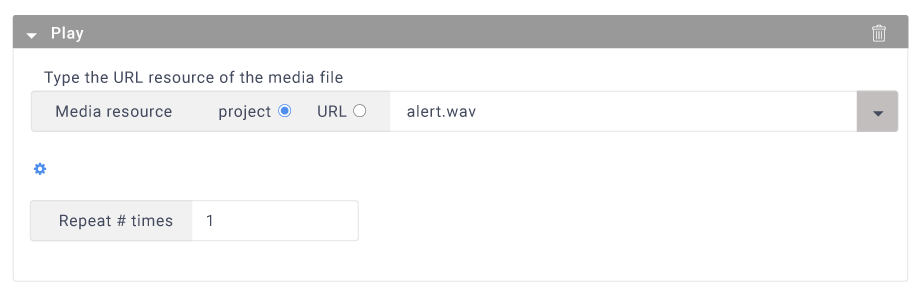 Play
Type the URL resource of the media file
Media resource project URL alert.wav
Repeat # times 1